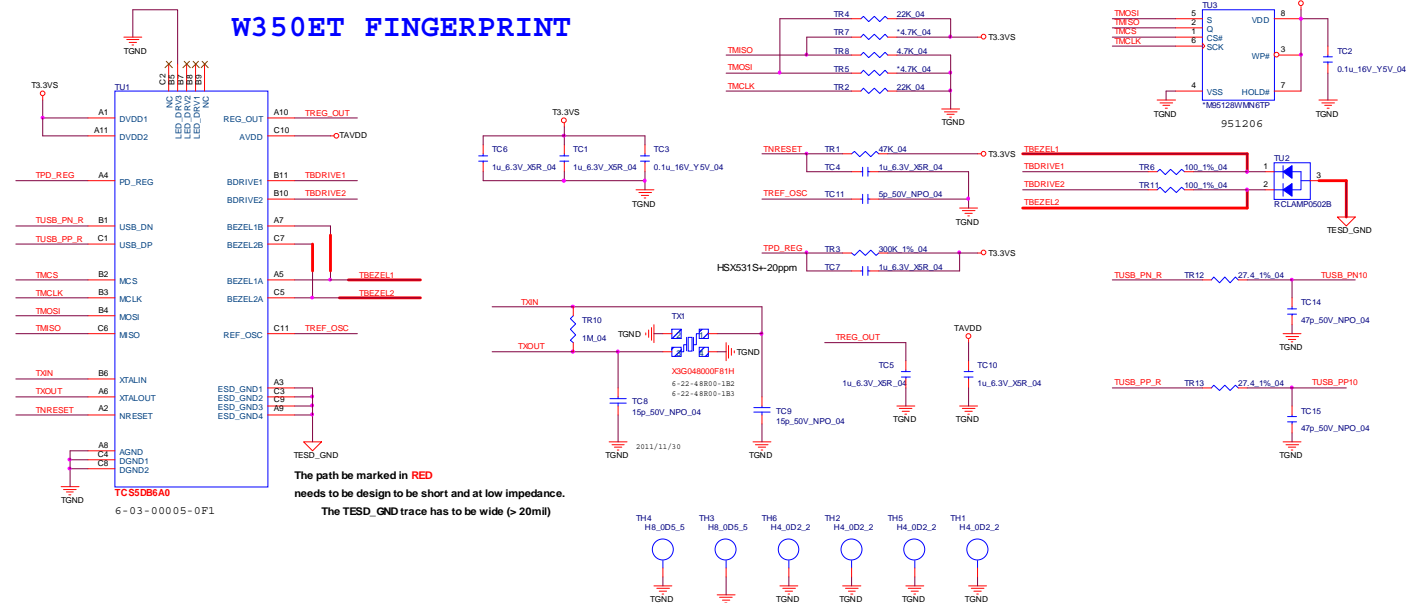 W350ET FINGERPRINT
TGND
T3.3VS
TU1
C2
B5
B7
B8
B9
NC
LED_DRV3
LED_DRV2
LED_DRV1
NC
A1 DVDD1
A11 DVDD2
TPD_REG A4 PD_REG
TUSB_PN_R B1 USB_DN
TUSB_PP_R C1 USB_DP
TMCS B2 MCS
TMCLK B3 MCLK
TMOSI B4 MOSI
TMISO C6 MISO
TXIN B6 XTALIN
TXOUT A6 XTALOUT
TNRESET A2 NRESET
A8 AGND
C4 DGND1
C8 DGND2
TGND
REG_OUT A10 TREG_OUT
AVDD C10 TAVDD
BDRIVE1 B11 TBDRIVE1
BDRIVE2 B10 TBDRIVE2
BEZEL1B A7
BEZEL2B C7
BEZEL1A A5 TBEZEL1
BEZEL2A C5 TBEZEL2
REF_OSC C11 TREF_OSC
ESD_GND1 A3
ESD_GND2 C3
ESD_GND3 C9
ESD_GND4 A9
TESD_GND
TCS5DB6A0
6-03-00005-0F1
The path be marked in RED
needs to be design to be short and at low impedance.
The TESD_GND trace has to be wide (> 20mil)
T3.3VS
TC6
1u_6.3V_X5R_04
TC1
1u_6.3V_X5R_04
TC3
0.1u_16V_Y5V_04
TGND
TR4 22K_04
TR7 *4.7K_04
T3.3VS
TMISO TR8 4.7K_04
TMOSI TR5 *4.7K_04
TMCLK TR2 22K_04
TGND
TNRESET TR1 47K_04 T3.3VS
TC4 1u_6.3V_X5R_04
TREF_OSC TC11 5p_50V_NPO_04
TGND
TPD_REG TR3 300K_1%_04 T3.3VS
HSX531S+-20ppm TC7 1u_6.3V_X5R_04
TXIN
TR10
1M_04
TXOUT
TX1
TGND
1
4
TGND
X3G048000F81H
6-22-48R00-1B2
6-22-48R00-1B3
TC8
15p_50V_NPO_04
TC9
15p_50V_NPO_04
TGND
2011/11/30
TGND
TREG_OUT
TC5
1u_6.3V_X5R_04
TGND
TAVDD
TC10
1u_6.3V_X5R_04
TGND
TU3
TMOSI 5 S
TMISO 2 Q
TMCS 1 CS#
TMCLK 6 SCK
4 VSS
VDD 8
WP# 3
HOLD# 7
TGND
*M95128WMN6TP
951206
TC2
0.1u_16V_Y5V_04
TGND
TBEZEL1
TBDRIVE1 TR6 100_1%_04
TBDRIVE2 TR11 100_1%_04
TBEZEL2
TU2
1
2
3
RCLAMP0502B
TESD_GND
TUSB_PN_R TR12 27.4_1%_04 TUSB_PN10
TC14
47p_50V_NPO_04
TGND
TUSB_PP_R TR13 27.4_1%_04 TUSB_PP10
TC15
47p_50V_NPO_04
TGND
TH4
H8_0D5_5
TGND
TH3
H8_0D5_5
TH6
H4_0D2_2
TGND
TH2
H4_0D2_2
TGND
TH5
H4_0D2_2
TGND
TH1
H4_0D2_2
TGND